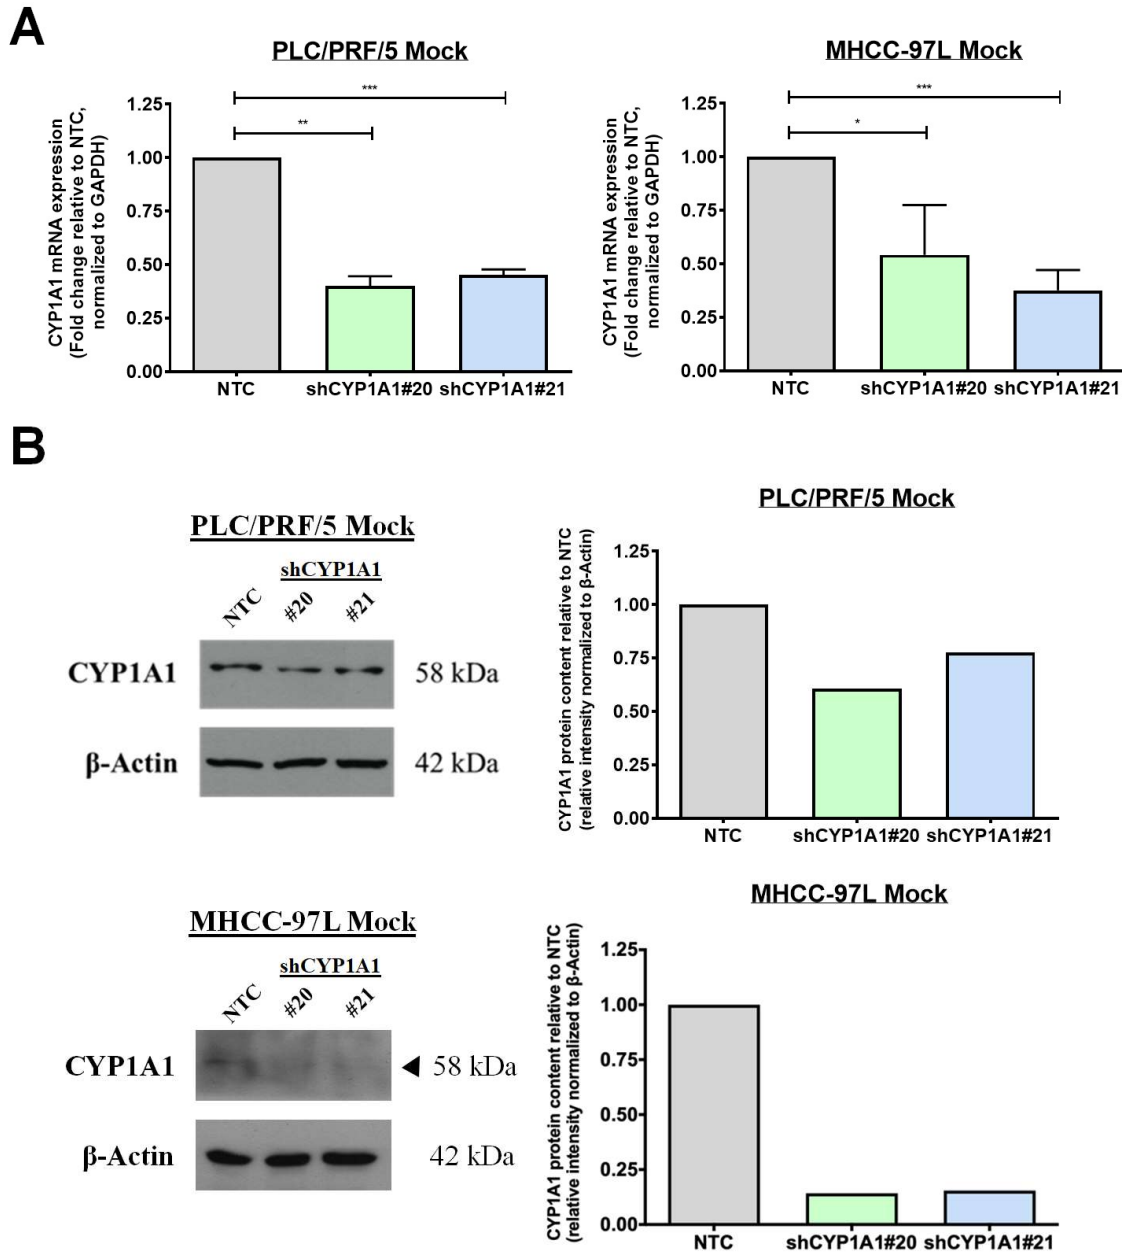 A
PLC/PRF/5 Mock
CYP1A1 mRNA expression
(Fold change relative to NTC,
normalized to GAPDH)
1.25
1.00
0.75
0.50
0.25
0.00
***
**
NTC
shCYP1A1#20
shCYP1A1#21
MHCC-97L Mock
CYP1A1 mRNA expression
(Fold change relative to NTC,
normalized to GAPDH)
1.25
1.00
0.75
0.50
0.25
0.00
***
*
NTC
shCYP1A1#20
shCYP1A1#21
B
PLC/PRF/5 Mock
shCYP1A1
NTC
#20
#21
CYP1A1
58 kDa
β-Actin
42 kDa
PLC/PRF/5 Mock
CYP1A1 protein content relative to NTC
(relative intensity normalized to β-Actin)
1.25
1.00
0.75
0.50
0.25
0.00
NTC
shCYP1A1#20
shCYP1A1#21
MHCC-97L Mock
shCYP1A1
NTC
#20
#21
CYP1A1
58 kDa
β-Actin
42 kDa
MHCC-97L Mock
CYP1A1 protein content relative to NTC
(relative intensity normalized to β-Actin)
1.25
1.00
0.75
0.50
0.25
0.00
NTC
shCYP1A1#20
shCYP1A1#21